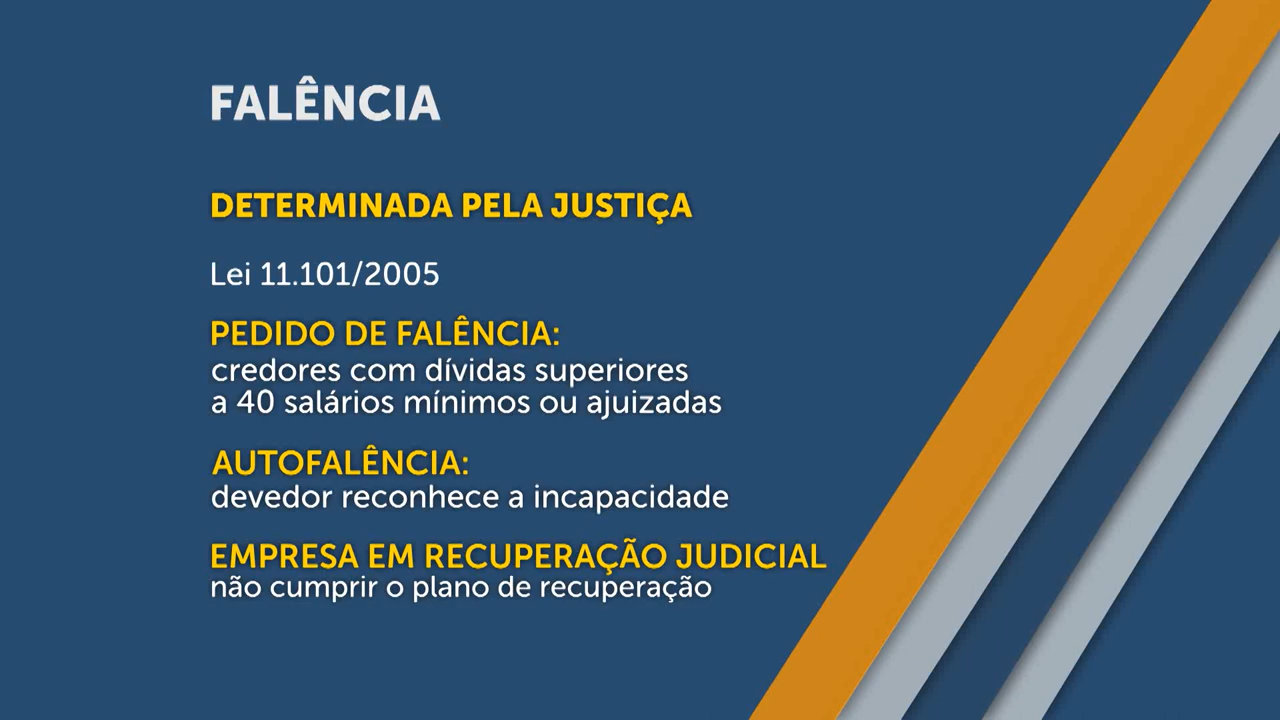 FALÊNCIA
DETERMINADA PELA JUSTIÇA
Lei 11.101/2005
PEDIDO DE FALÊNCIA:
credores com dívidas superiores
a 40 salários mínimos ou ajuizadas
AUTOFALÊNCIA:
devedor reconhece a incapacidade
EMPRESA EM RECUPERAÇÃO JUDICIAL
não cumprir o plano de recuperação